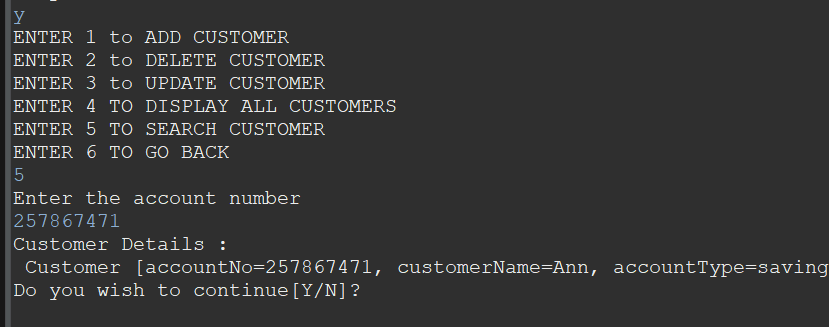 y
ENTER 1 to ADD CUSTOMER
ENTER 2 to DELETE CUSTOMER
ENTER 3 to UPDATE CUSTOMER
ENTER 4 TO DISPLAY ALL CUSTOMERS
ENTER 5 TO SEARCH CUSTOMER
ENTER 6 TO GO BACK
5
Enter the account number
257867471
Customer Details :
Customer [accountNo=257867471, customerName=Ann, accountType=saving
Do you wish to continue[Y/N]?